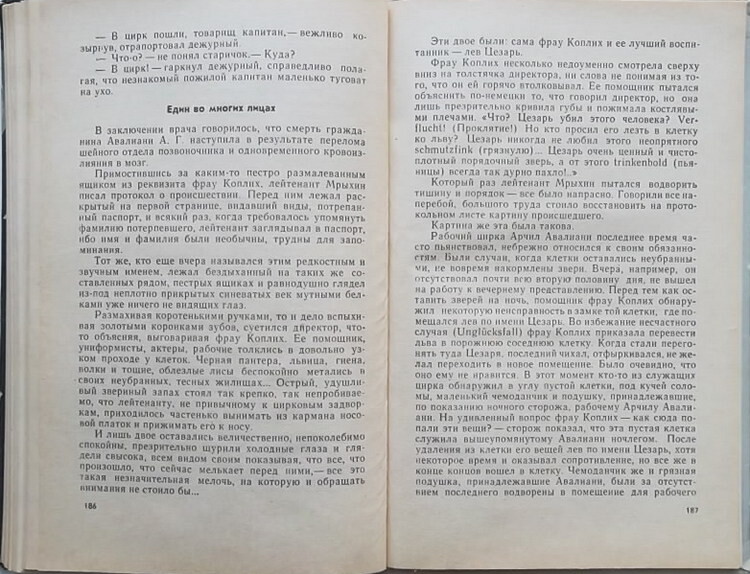 — В цирк пошли, товарищ капитан,— вежливо ко-
зырнув, отрапортовал дежурный.
— Что-о? — не понял старичок.— Куда?
— В цирк! — гаркнул дежурный, справедливо пола-
гая, что незнакомый пожилой капитан маленько туговат
на ухо.
Един во многих лицах
В заключении врача говорилось, что смерть гражда-
нина Авалиани А. Г. наступила в результате перелома
шейного отдела позвоночника и одновременного кровоиз-
лияния в мозг.
Примостившись за каким-то пестро размалеванным
ящиком из реквизита фрау Коплих, лейтенант Мрыхин
писал протокол о происшествии. Перед ним лежал рас-
крытый на первой странице, видавший виды, потрепан-
ный паспорт, и всякий раз, когда требовалось упомянуть
фамилию потерпевшего, лейтенант заглядывал в паспорт,
ибо имя и фамилия были необычны, трудны для запо-
минания.
Тот же, кто еще вчера назывался этим редкостным и
звучным именем, лежал бездыханный на таких же со-
ставленных рядом, пестрых ящиках и равнодушно глядел
из-под неплотно прикрытых синеватых век мутными бел-
ками уже ничего не видящих глаз.
Размахивая коротенькими ручками, то и дело вспыхи-
вая золотыми коронками зубов, суетился директор, что-
то объясняя, выговаривая фрау Коплих. Ее помощник,
униформисты, актеры, рабочие толклись в довольно уз-
ком проходе у клеток. Черная пантера, львица, гиена,
волки и тощие, облезлые лисы беспокойно метались в
своих неубранных, тесных жилищах... Острый, удушли-
вый звериный запах стоял так крепко, так непробивае-
мо, что лейтенанту, не привычному к цирковым задвор-
кам, приходилось частенько вынимать из кармана носо-
вой платок и прижимать его к носу.
И лишь двое оставались величественно, непоколебимо
спокойны, презрительно щурили холодные глаза и гля-
дели свысока, всем видом своим показывая, что все, что
произошло, что сейчас мелькает перед ними,— все это
такая незначительная мелочь, на которую и обращать
внимания не стоило бы...
186
Эти двое были: сама фрау Коплих и ее лучший воспи-
танник — лев Цезарь.
Фрау Коплих несколько недоуменно смотрела сверху
вниз на толстячка директора, ни слова не понимая из то-
го, что он ей горячо втолковывал. Ее помощник пытался
объяснить по-немецки то, что говорил директор, но она
лишь презрительно кривила губы и пожимала костлявы-
ми плечами. «Что? Цезарь убил этого человека? Ver-
flucht! (Проклятие!) Но кто просил его лезть в клетку
ко льву? Цезарь никогда не любил этого неопрятного
schmutzfink (грязнулю)... Цезарь очень ценный и чисто-
плотный порядочный зверь, а от этого trinkenbold (пья-
ницы) всегда так дурно пахло!..»
Который раз лейтенант Мрыхин пытался водворить
тишину и порядок — все было напрасно. Говорили все на-
перебой, большого труда стоило восстановить на прото-
кольном листе картину происшедшего.
Картина же эта была такова.
Рабочий цирка Арчил Авалиани последнее время ча-
сто пьянствовал, небрежно относился к своим обязанно-
стям. Были случаи, когда клетки оставались неубранны-
ми, не вовремя накормлены звери. Вчера, например, он
отсутствовал почти всю вторую половину дня, не вышел
на работу к вечернему представлению. Перед тем как ос-
тавить зверей на ночь, помощник фрау Коплих обнару-
жил некоторую неисправность в замке той клетки, где по-
мещался лев по имени Цезарь. Во избежание несчастного
случая (Unglücksfall) фрау Коплих приказала перевести
льва в порожнюю соседнюю клетку. Когда стали перего-
нять туда Цезаря, последний чихал, отфыркивался, не же-
лал переходить в новое помещение. Было очевидно, что
оно ему не нравится. В этот момент кто-то из служащих
цирка обнаружил в углу пустой клетки, под кучей соло-
мы, маленький чемоданчик и подушку, принадлежавшие,
по показанию ночного сторожа, рабочему Арчилу Авали-
ани. На удивленный вопрос фрау Коплих — как сюда по-
пали эти вещи? — сторож показал, что эта пустая клетка
служила вышеупомянутому Авалиани ночлегом. После
удаления из клетки его вещей лев по имени Цезарь, хотя
некоторое время и оказывал сопротивление, но все же в
конце концов вошел в клетку. Чемоданчик же и грязная
подушка, принадлежавшие Авалиани, были за отсутст-
вием последнего водворены в помещение для рабочего
187